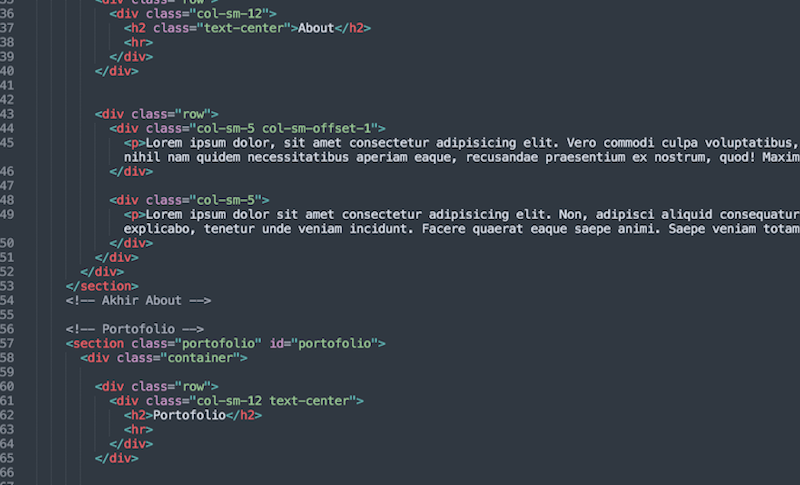 35 <div class="row">
36 <div class="col-sm-12">
37 <h2 class="text-center">About</h2>
38 <hr>
39 </div>
40 </div>
41
42
43 <div class="row">
44 <div class="col-sm-5 col-sm-offset-1">
45 <p>Lorem ipsum dolor, sit amet consectetur adipisicing elit. Vero commodi culpa voluptatibus,
nihil nam quidem necessitatibus aperiam eaque, recusandae praesentium ex nostrum, quod! Maxim
46 </div>
47
48 <div class="col-sm-5">
49 <p>Lorem ipsum dolor sit amet consectetur adipisicing elit. Non, adipisci aliquid consequatur
explicabo, tenetur unde veniam incidunt. Facere quaerat eaque saepe animi. Saepe veniam totam
50 </div>
51 </div>
52 </div>
53 </section>
54 <!-- Akhir About -->
55
56 <!-- Portofolio -->
57 <section class="portofolio" id="portofolio">
58 <div class="container">
59
60 <div class="row">
61 <div class="col-sm-12 text-center">
62 <h2>Portofolio</h2>
63 <hr>
64 </div>
65 </div>
66